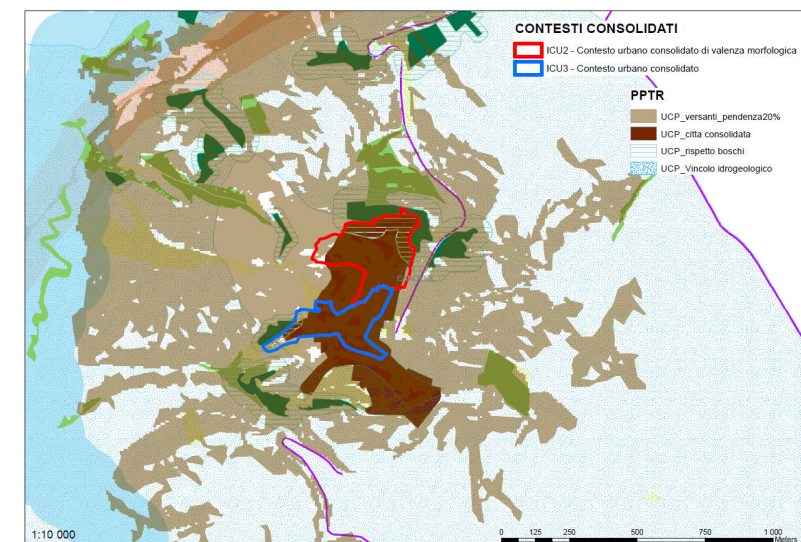 CONTESTI CONSOLIDATI
ICU2 - Contesto urbano consolidato di valenza morfologica
ICU3 - Contesto urbano consolidato
PPTR
UCP_versanti_pendenza20%
UCP_citta consolidata
UCP_rispetto boschi
UCP_Vincolo idrogeologico
1:10 000
0 125 250 500 750 1 000
Meters